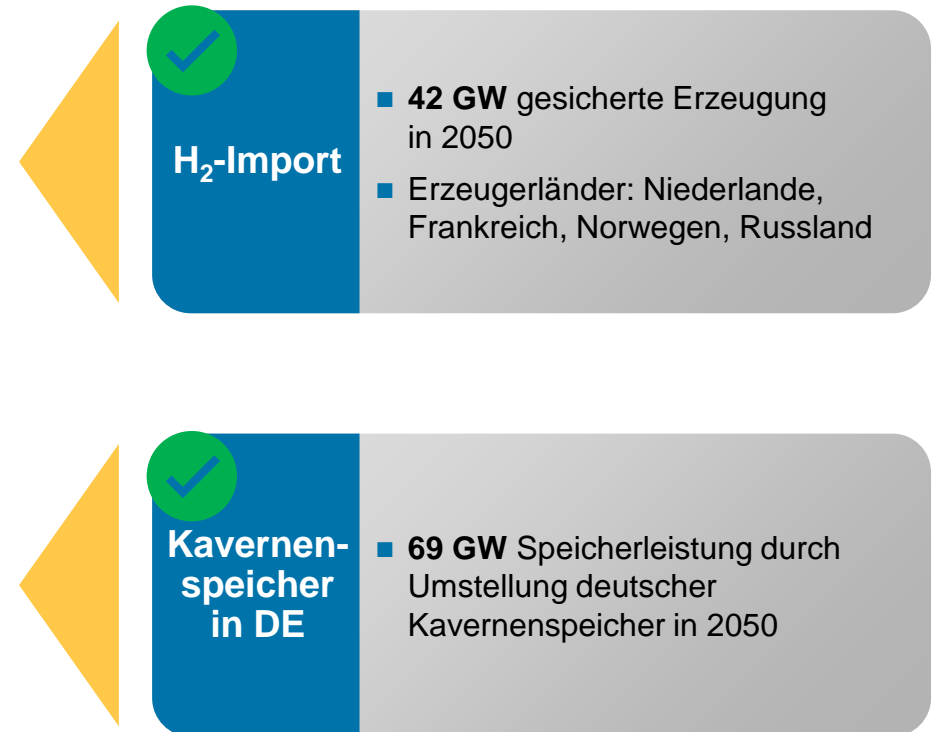 H₂-Import
■ 42 GW gesicherte Erzeugung
in 2050
■ Erzeugerländer: Niederlande,
Frankreich, Norwegen, Russland
Kavernen-
speicher
in DE
■ 69 GW Speicherleistung durch
Umstellung deutscher
Kavernenspeicher in 2050